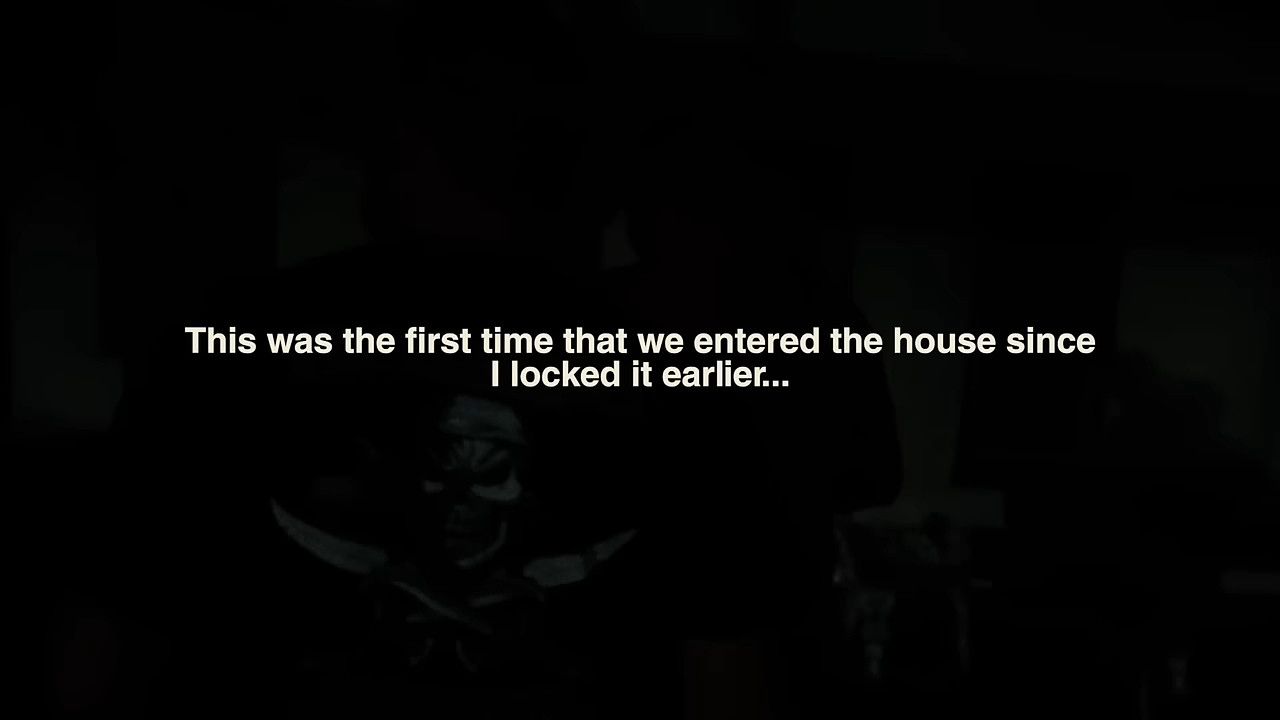 This was the first time that we entered the house since
I locked it earlier...